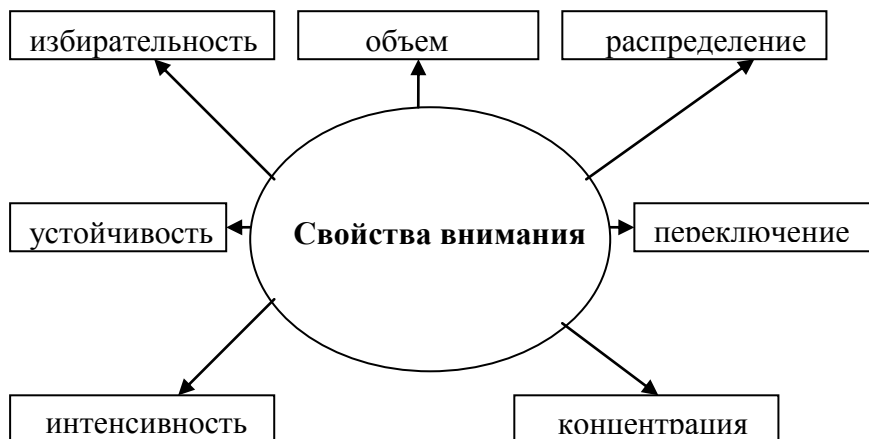 избирательность
объем
распределение
устойчивость
Свойства внимания
переключение
интенсивность
концентрация